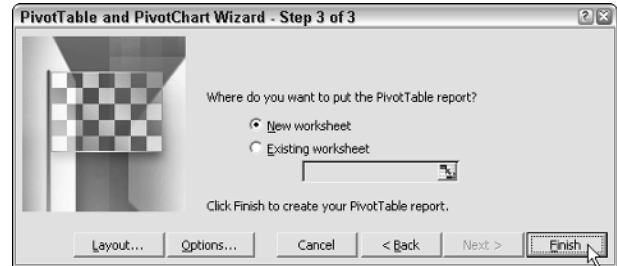 PivotTable and PivotChart Wizard - Step 3 of 3
Where do you want to put the PivotTable report?
New worksheet
Existing worksheet
Click Finish to create your PivotTable report.
Layout... Options... Cancel < Back Next > Finish